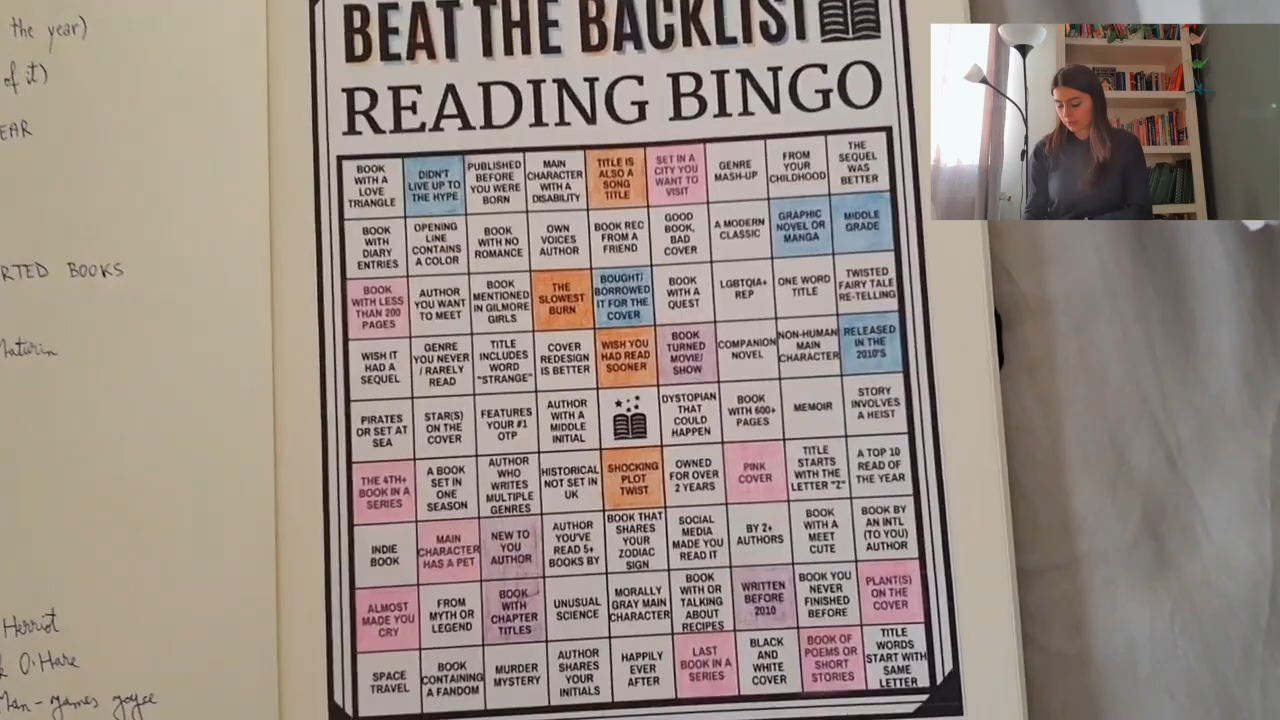 the year)
of it)
EAR
RTED BOOKS
Maturin
Herriot
O'Hare
Man - James Joyce
BEAT THE BACKLIST
READING BINGO
BOOK WITH A LOVE TRIANGLE
DIDN'T LIVE UP TO THE HYPE
PUBLISHED BEFORE YOU WERE BORN
MAIN CHARACTER WITH A DISABILITY
TITLE IS ALSO A SONG TITLE
SET IN A CITY YOU WANT TO VISIT
GENRE MASH-UP
FROM YOUR CHILDHOOD
THE SEQUEL WAS BETTER
BOOK WITH DIARY ENTRIES
OPENING LINE CONTAINS A COLOR
BOOK WITH NO ROMANCE
OWN VOICES AUTHOR
BOOK REC FROM A FRIEND
GOOD BOOK, BAD COVER
A MODERN CLASSIC
GRAPHIC NOVEL OR MANGA
MIDDLE GRADE
BOOK WITH LESS THAN 200 PAGES
AUTHOR YOU WANT TO MEET
BOOK MENTIONED IN GILMORE GIRLS
THE SLOWEST BURN
BOUGHT/ BORROWED IT FOR THE COVER
BOOK WITH A QUEST
LGBTQIA+ REP
ONE WORD TITLE
TWISTED FAIRY TALE RE-TELLING
WISH IT HAD A SEQUEL
GENRE YOU NEVER / RARELY READ
TITLE INCLUDES WORD "STRANGE"
COVER REDESIGN IS BETTER
WISH YOU HAD READ SOONER
BOOK TURNED MOVIE/ SHOW
COMPANION NOVEL
NON-HUMAN MAIN CHARACTER
RELEASED IN THE 2010'S
PIRATES OR SET AT SEA
STAR(S) ON THE COVER
FEATURES YOUR #1 OTP
AUTHOR WITH A MIDDLE INITIAL
DYSTOPIAN THAT COULD HAPPEN
BOOK WITH 600+ PAGES
MEMOIR
STORY INVOLVES A HEIST
THE 4TH+ BOOK IN A SERIES
A BOOK SET IN ONE SEASON
AUTHOR WHO WRITES MULTIPLE GENRES
HISTORICAL NOT SET IN UK
SHOCKING PLOT TWIST
OWNED FOR OVER 2 YEARS
PINK COVER
TITLE STARTS WITH THE LETTER "Z"
A TOP 10 READ OF THE YEAR
INDIE BOOK
MAIN CHARACTER HAS A PET
NEW TO YOU AUTHOR
AUTHOR YOU'VE READ 5+ BOOKS BY
BOOK THAT SHARES YOUR ZODIAC SIGN
SOCIAL MEDIA MADE YOU READ IT
BY 2+ AUTHORS
BOOK WITH A MEET CUTE
BOOK BY AN INTL (TO YOU) AUTHOR
ALMOST MADE YOU CRY
FROM MYTH OR LEGEND
BOOK WITH CHAPTER TITLES
UNUSUAL SCIENCE
MORALLY GRAY MAIN CHARACTER
BOOK WITH OR TALKING ABOUT RECIPES
WRITTEN BEFORE 2010
BOOK YOU NEVER FINISHED BEFORE
PLANT(S) ON THE COVER
SPACE TRAVEL
BOOK CONTAINING A FANDOM
MURDER MYSTERY
AUTHOR SHARES YOUR INITIALS
HAPPILY EVER AFTER
LAST BOOK IN A SERIES
BLACK AND WHITE COVER
BOOK OF POEMS OR SHORT STORIES
TITLE WORDS START WITH SAME LETTER